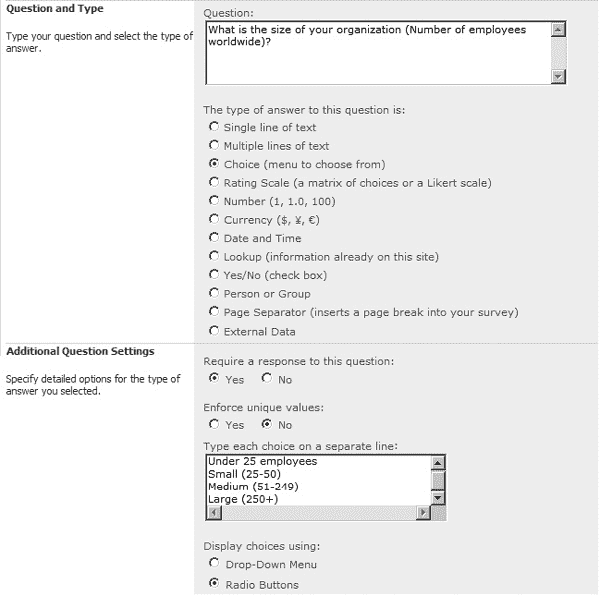 Question and Type
Type your question and select the type of
answer.
Question:
What is the size of your organization (Number of employees
worldwide)?
The type of answer to this question is:
Single line of text
Multiple lines of text
Choice (menu to choose from)
Rating Scale (a matrix of choices or a Likert scale)
Number (1, 1.0, 100)
Currency ($, ¥, €)
Date and Time
Lookup (information already on this site)
Yes/No (check box)
Person or Group
Page Separator (inserts a page break into your survey)
External Data
Additional Question Settings
Specify detailed options for the type of
answer you selected.
Require a response to this question:
Yes No
Enforce unique values:
Yes No
Type each choice on a separate line:
Under 25 employees
Small (25-50)
Medium (51-249)
Large (250+)
Display choices using:
Drop-Down Menu
Radio Buttons